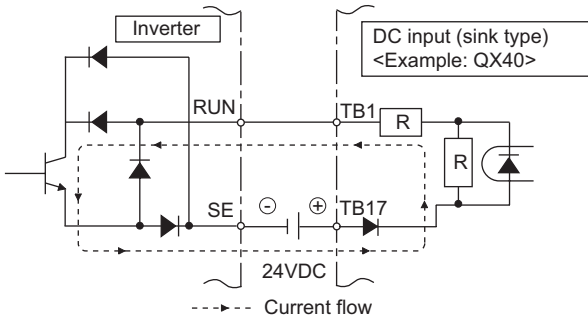 Inverter
DC input (sink type)
<Example: QX40>
RUN
TB1
R
R
SE
TB17
24VDC
Current flow